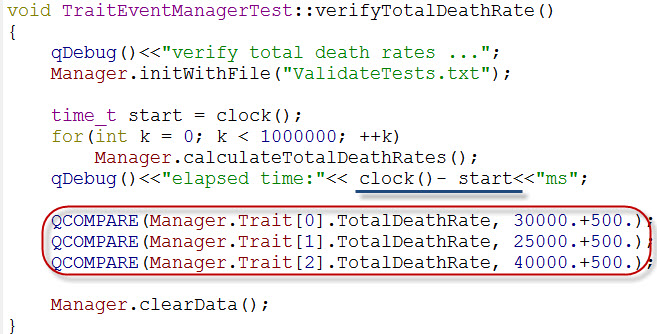 void TraitEventManagerTest::verifyTotalDeathRate()
{
qDebug()<<"verify total death rates ...";
Manager.initWithFile("ValidateTests.txt");
time_t start = clock();
for(int k = 0; k < 1000000; ++k)
Manager.calculateTotalDeathRates();
qDebug()<<"elapsed time:"<< clock()- start<<"ms";
QCOMPARE(Manager.Trait[0].TotalDeathRate, 30000.+500.);
QCOMPARE(Manager.Trait[1].TotalDeathRate, 25000.+500.);
QCOMPARE(Manager.Trait[2].TotalDeathRate, 40000.+500.);
Manager.clearData();
}